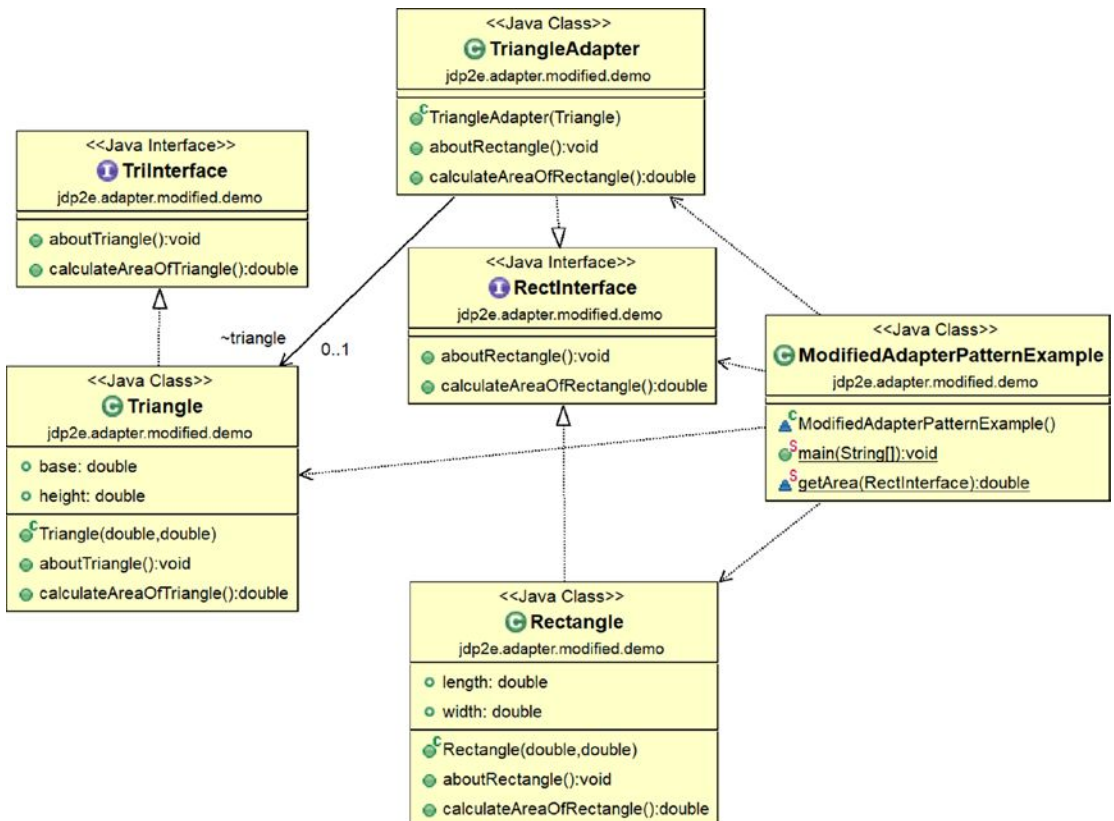 <<Java Class>>
TriangleAdapter
jdp2e.adapter.modified.demo
TriangleAdapter(Triangle)
aboutRectangle():void
calculateAreaOfRectangle():double
<<Java Interface>>
TriInterface
jdp2e.adapter.modified.demo
aboutTriangle():void
calculateAreaOfTriangle():double
<<Java Interface>>
RectInterface
jdp2e.adapter.modified.demo
aboutRectangle():void
calculateAreaOfRectangle():double
~triangle
0..1
<<Java Class>>
ModifiedAdapterPatternExample
jdp2e.adapter.modified.demo
ModifiedAdapterPatternExample()
main(String[]):void
getArea(RectInterface):double
<<Java Class>>
Triangle
jdp2e.adapter.modified.demo
base: double
height: double
Triangle(double,double)
aboutTriangle():void
calculateAreaOfTriangle():double
<<Java Class>>
Rectangle
jdp2e.adapter.modified.demo
length: double
width: double
Rectangle(double,double)
aboutRectangle():void
calculateAreaOfRectangle():double